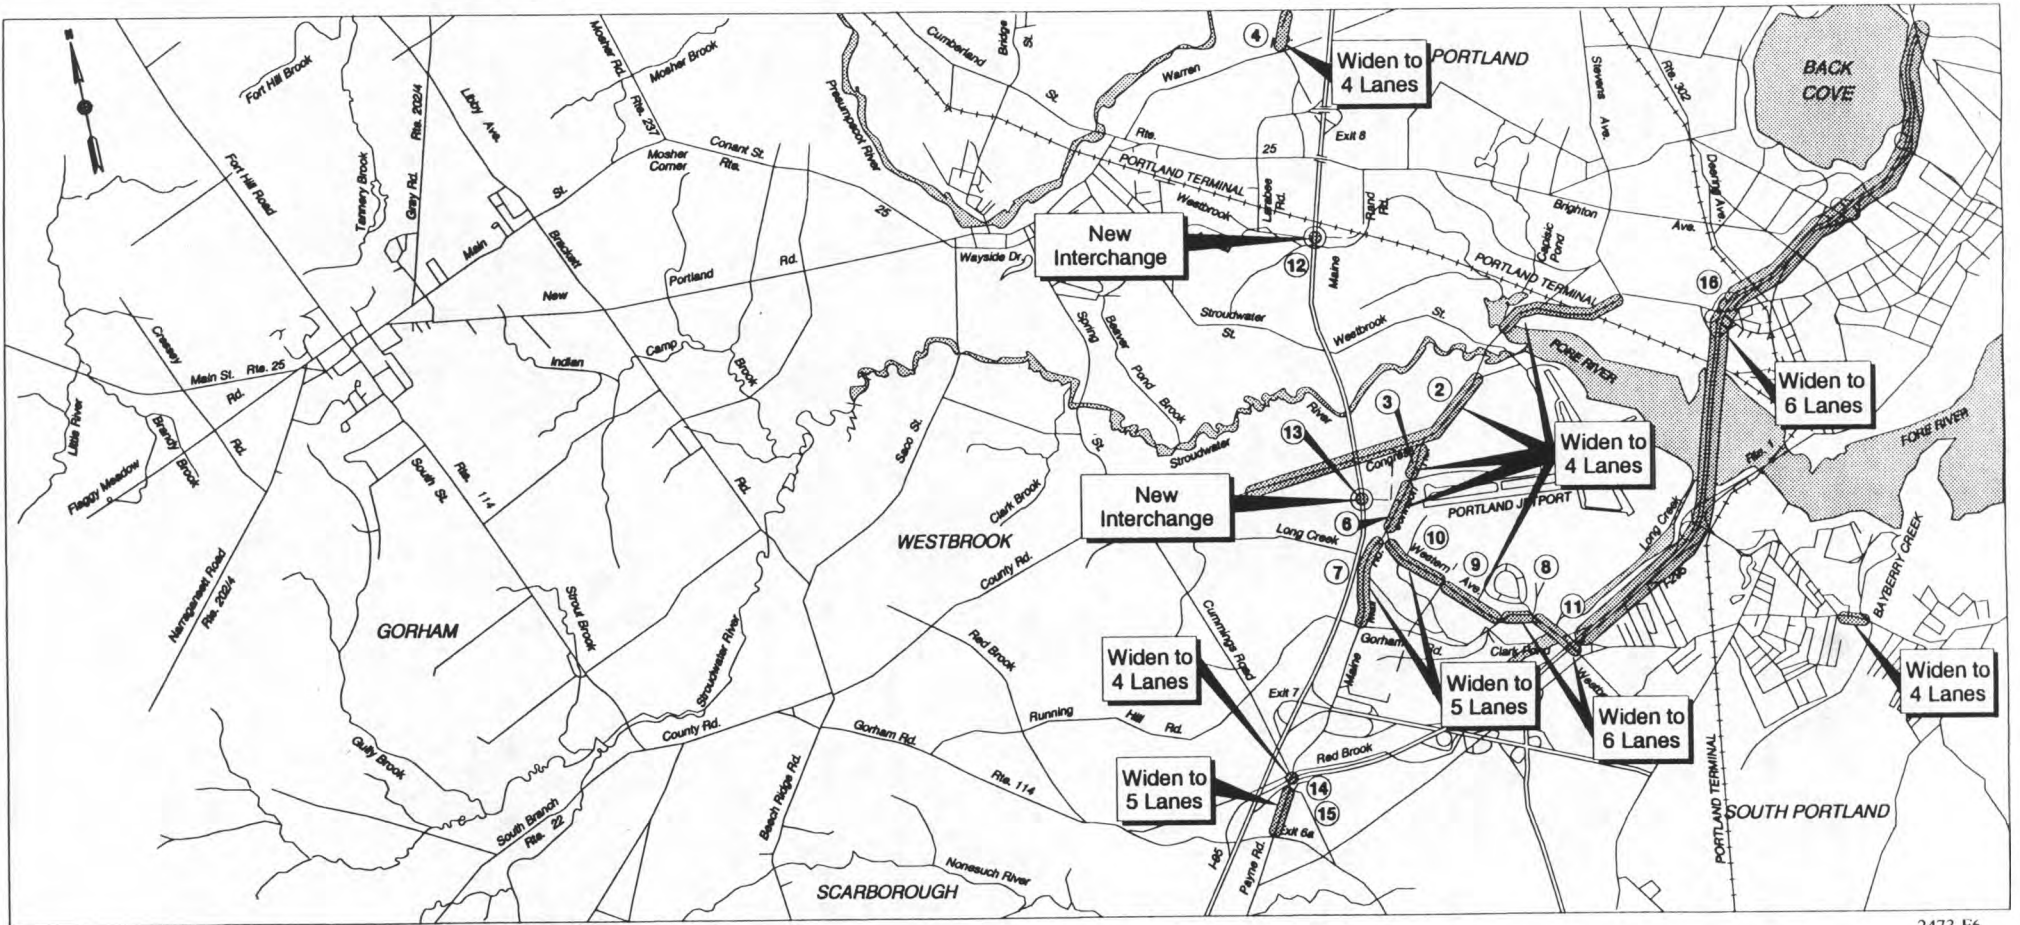 4
Widen to
4 Lanes
PORTLAND
BACK
COVE
Fort Hill Brook
Gray Rd. Rte. 202/4
Libby Ave.
Mosher Rd. Rte. 237
Mosher Brook
Cumberland
St.
Bridge
St.
Warren
Presumpscot River
Stevens Ave.
Rte. 302
Exit 8
Conant St.
Rte.
25
Mosher
Corner
Rte.
25
PORTLAND TERMINAL
Fort Hill Road
Tannery Brook
Main
St.
Brackett
Rd.
Westbrook
Larabee
Rd.
Rand
Rd.
Brighton
Ave.
Deering Ave.
Capisic
Pond
New
Interchange
12
Maine
PORTLAND TERMINAL
16
Wayside Dr.
New
Portland
Rd.
Stroudwater
St.
Westbrook
St.
Spring
St.
Beaver
Pond
Brook
FORE RIVER
Widen to
6 Lanes
Cressey
Rd.
Main St. Rte. 25
Indian
Camp
Brook
2
3
13
River
Stroudwater
FORE RIVER
Little River
Brandy
Brook
Flaggy Meadow
Rd.
South St.
Rte. 114
Saco St.
Congress
Widen to
4 Lanes
New
Interchange
PORTLAND JETPORT
6
Long Creek
Long Creek
Clark Brook
WESTBROOK
County Rd.
10
Western Ave.
9
8
7
11
I-295
Rte. 1
BAYBERRY CREEK
Narragansett Road
Rte. 202/4
GORHAM
Strout Brook
Stroudwater River
Red Brook
Cummings Road
Gorham
Rd.
Clark Pond
Widen to
4 Lanes
Maine
Mall
Rd.
Widen to
5 Lanes
Widen to
6 Lanes
Widen to
4 Lanes
Exit 7
Running
Hill
Rd.
County Rd.
Gorham Rd.
Rte. 114
Gully Brook
Red Brook
Widen to
5 Lanes
14
15
Exit 6a
South Branch
Rte. 22
Beech Ridge Rd.
I-95
Payne Rd.
Nonesuch River
SCARBOROUGH
PORTLAND TERMINAL
SOUTH PORTLAND